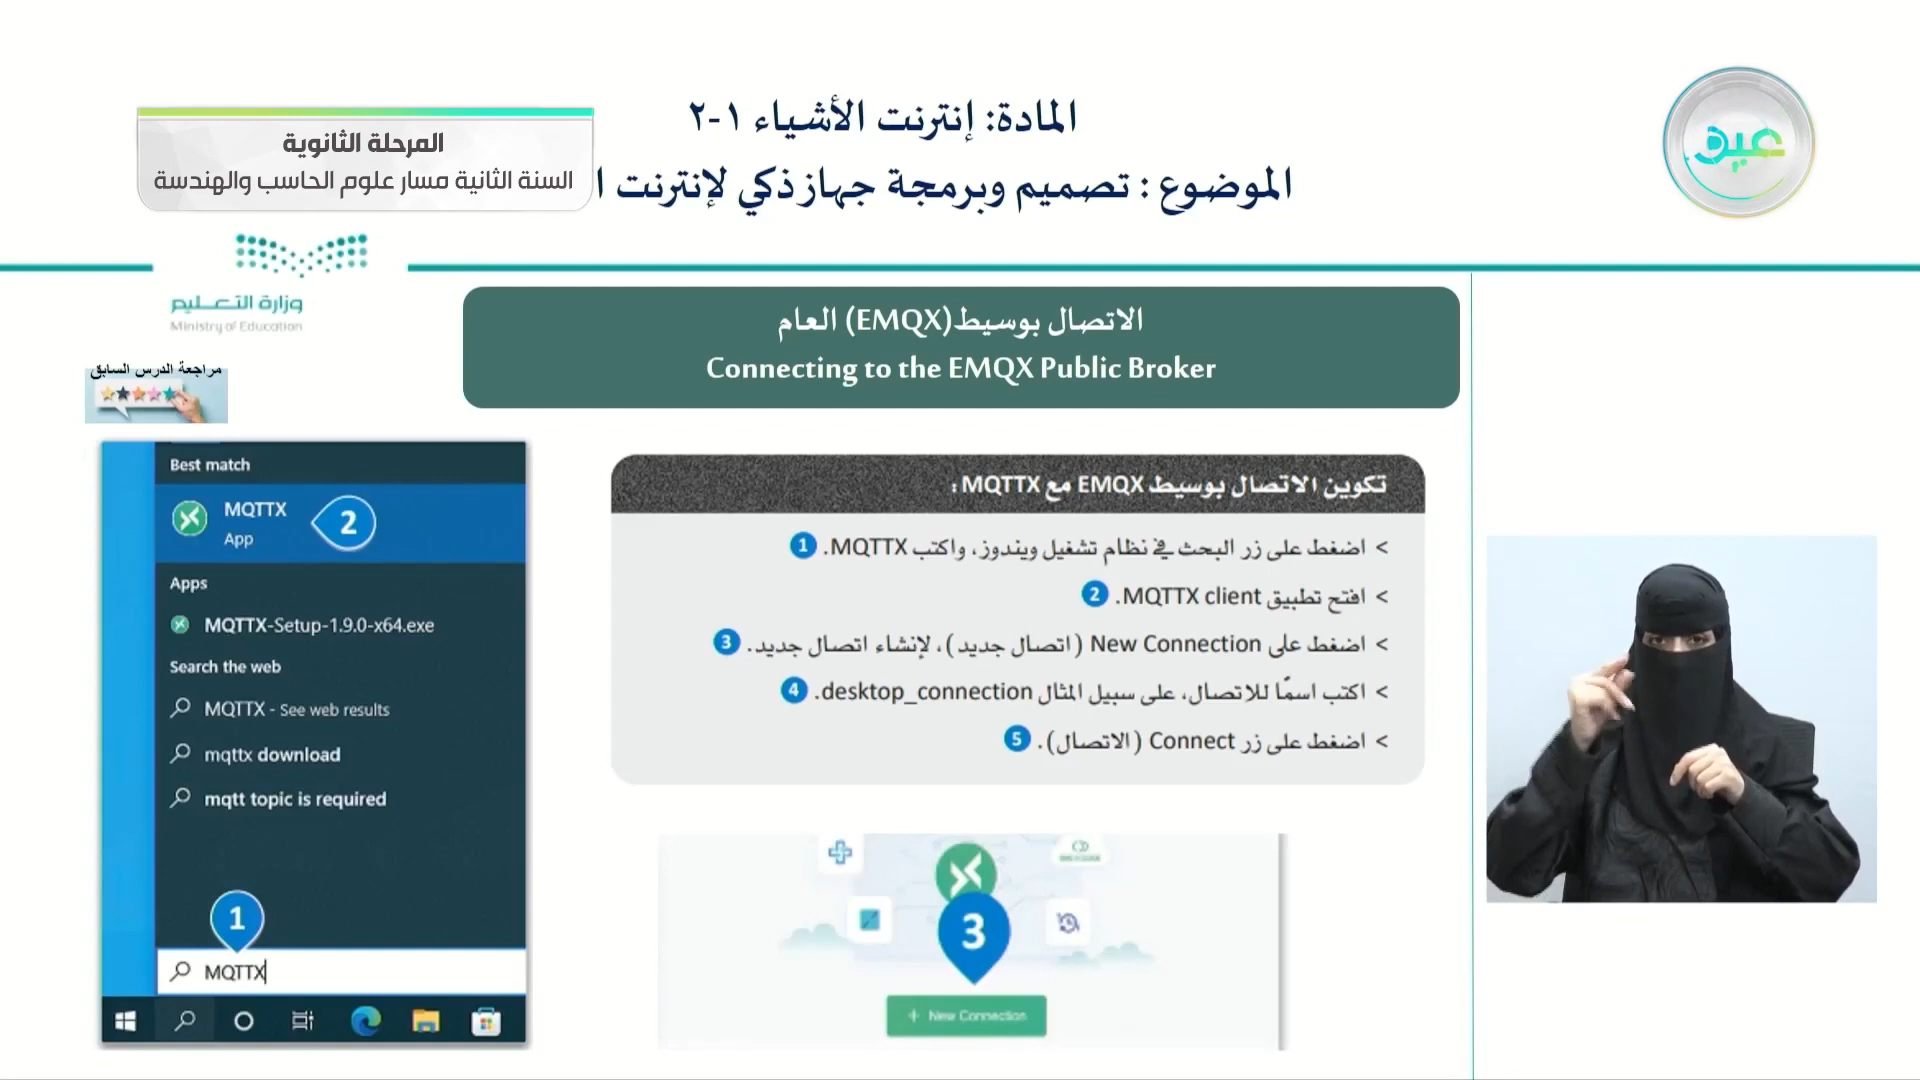 المادة: إنترنت الأشياء ١-٢
الموضوع : تصميم وبرمجة جهاز ذكي لإنترنت ا
المرحلة الثانوية
السنة الثانية مسار علوم الحاسب والهندسة
عين
وزارة التعليم
Ministry of Education
مراجعة الدرس السابق
الاتصال بوسيط(EMQX) العام
Connecting to the EMQX Public Broker
تكوين الاتصال بوسيط EMQX مع MQTTX :
< اضغط على زر البحث في نظام تشغيل ويندوز، واكتب MQTTX. 1
< افتح تطبيق MQTTX client. 2
< اضغط على New Connection (اتصال جديد)، لإنشاء اتصال جديد. 3
< اكتب اسمًا للاتصال، على سبيل المثال desktop_connection. 4
< اضغط على زر Connect (الاتصال). 5
Best match
MQTTX
App
2
Apps
MQTTX-Setup-1.9.0-x64.exe
Search the web
MQTTX - See web results
mqttx download
mqtt topic is required
1
MQTTX
3
+ New Connection